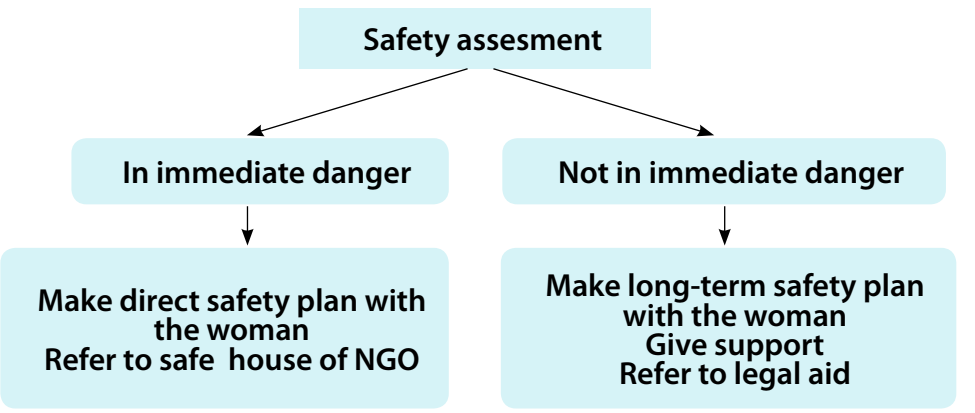 Safety assesment
In immediate danger
Not in immediate danger
Make direct safety plan with
the woman
Refer to safe house of NGO
Make long-term safety plan
with the woman
Give support
Refer to legal aid